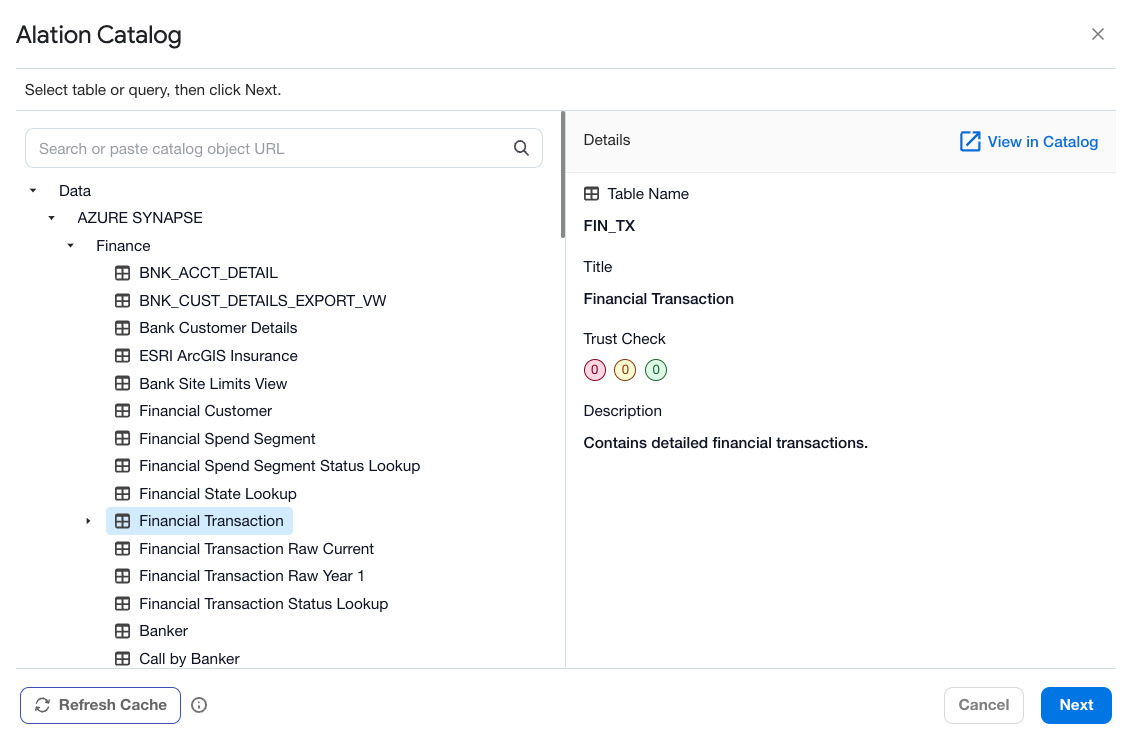 Alation Catalog
Select table or query, then click Next.
Search or paste catalog object URL
Data
AZURE SYNAPSE
Finance
BNK_ACCT_DETAIL
BNK_CUST_DETAILS_EXPORT_VW
Bank Customer Details
ESRI ArcGIS Insurance
Bank Site Limits View
Financial Customer
Financial Spend Segment
Financial Spend Segment Status Lookup
Financial State Lookup
Financial Transaction
Financial Transaction Raw Current
Financial Transaction Raw Year 1
Financial Transaction Status Lookup
Banker
Call by Banker
Details
View in Catalog
Table Name
FIN_TX
Title
Financial Transaction
Trust Check
0 0 0
Description
Contains detailed financial transactions.
Refresh Cache
Cancel
Next